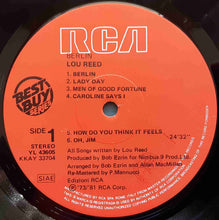 RCA
BERLIN
LOU REED
BEST BUY SERIES
1. BERLIN
2. LADY DAY
3. MEN OF GOOD FORTUNE
4. CAROLINE SAYS I
SIDE 1
STEREO
YL 43605
KKAY 33704
5. HOW DO YOU THINK IT FEELS
6. OH, JIM
24'32"
All Songs written by Lou Reed
Produced by Bob Ezrin for Nimbus 9 Prod. Ltd.
Arranged by Bob Ezrin and Allan MacMillan
Re-Mastered by P. Mannucci
Edizioni RCA
SIAE
℗ 73'81 RCA Corp.